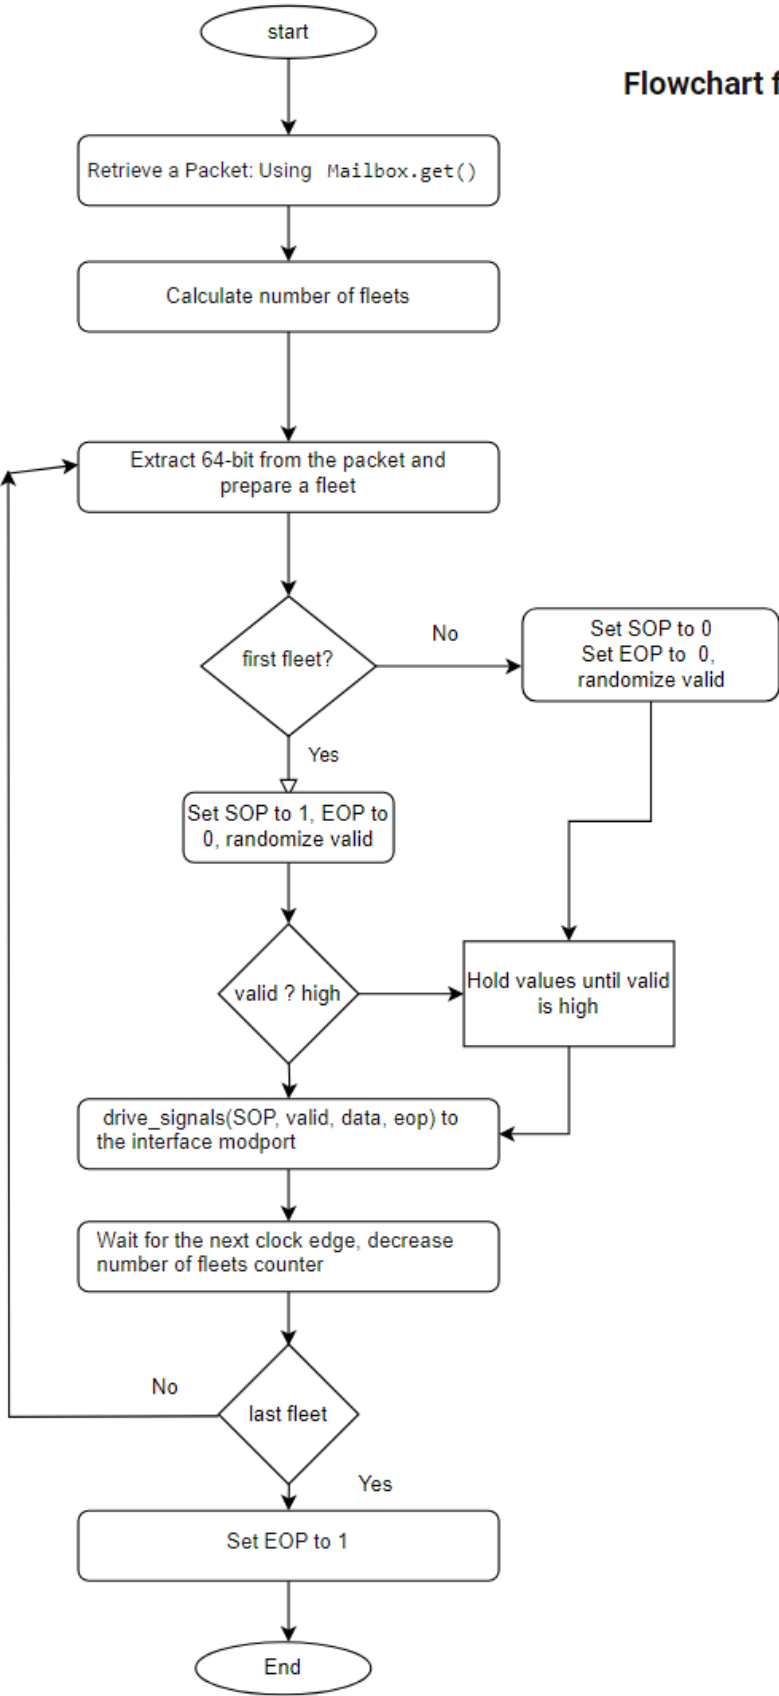 start
Flowchart f
Retrieve a Packet: Using Mailbox.get()
Calculate number of fleets
Extract 64-bit from the packet and
prepare a fleet
first fleet?
No
Set SOP to 0
Set EOP to 0,
randomize valid
Yes
Set SOP to 1, EOP to
0, randomize valid
valid ? high
Hold values until valid
is high
drive_signals(SOP, valid, data, eop) to
the interface modport
Wait for the next clock edge, decrease
number of fleets counter
No
last fleet
Yes
Set EOP to 1
End